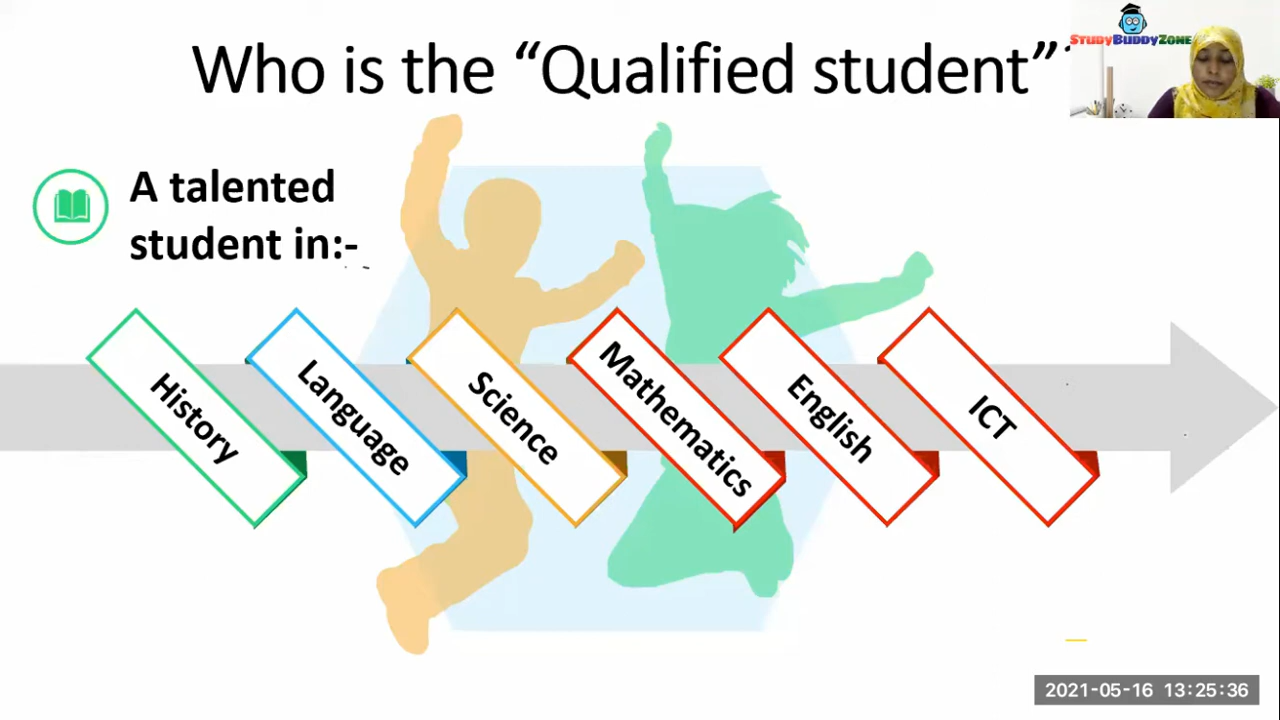 Who is the “Qualified student”?
STUDYBUDDYZONE
A talented
student in:-
History
Language
Science
Mathematics
English
ICT
2021-05-16 13:25:36